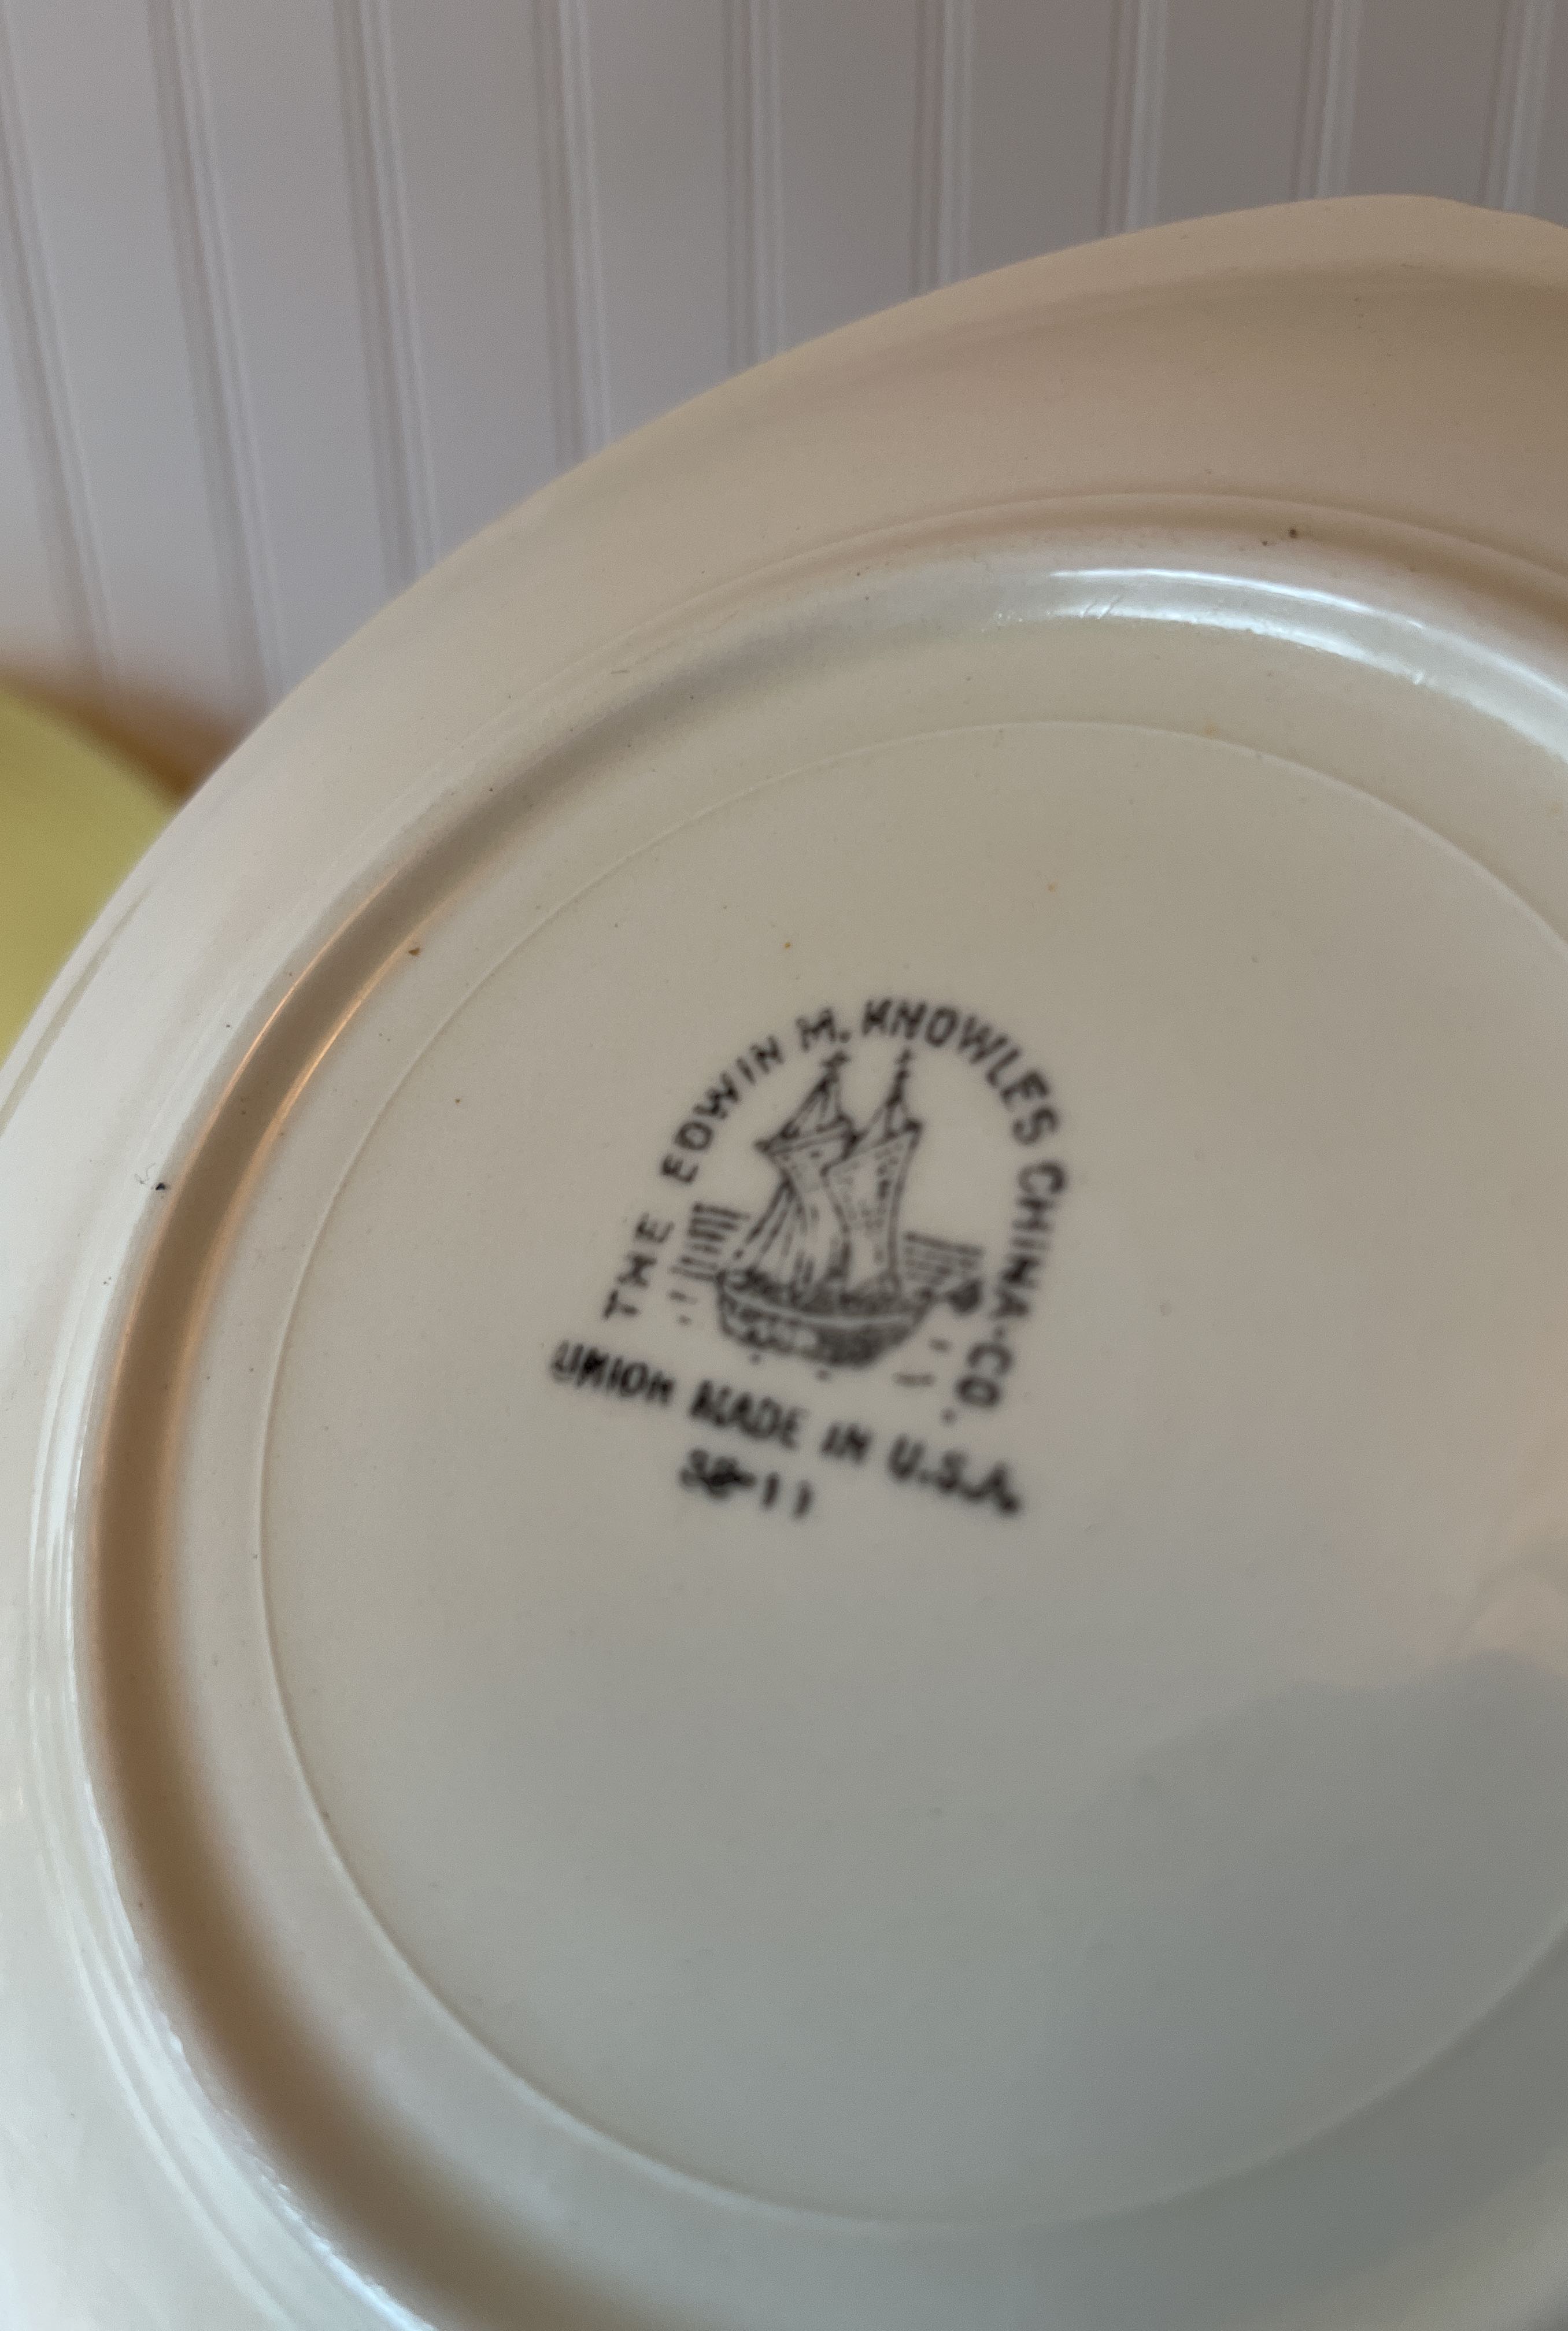 THE EDWIN M. KNOWLES CHINA CO.
UNION MADE IN U.S.A.